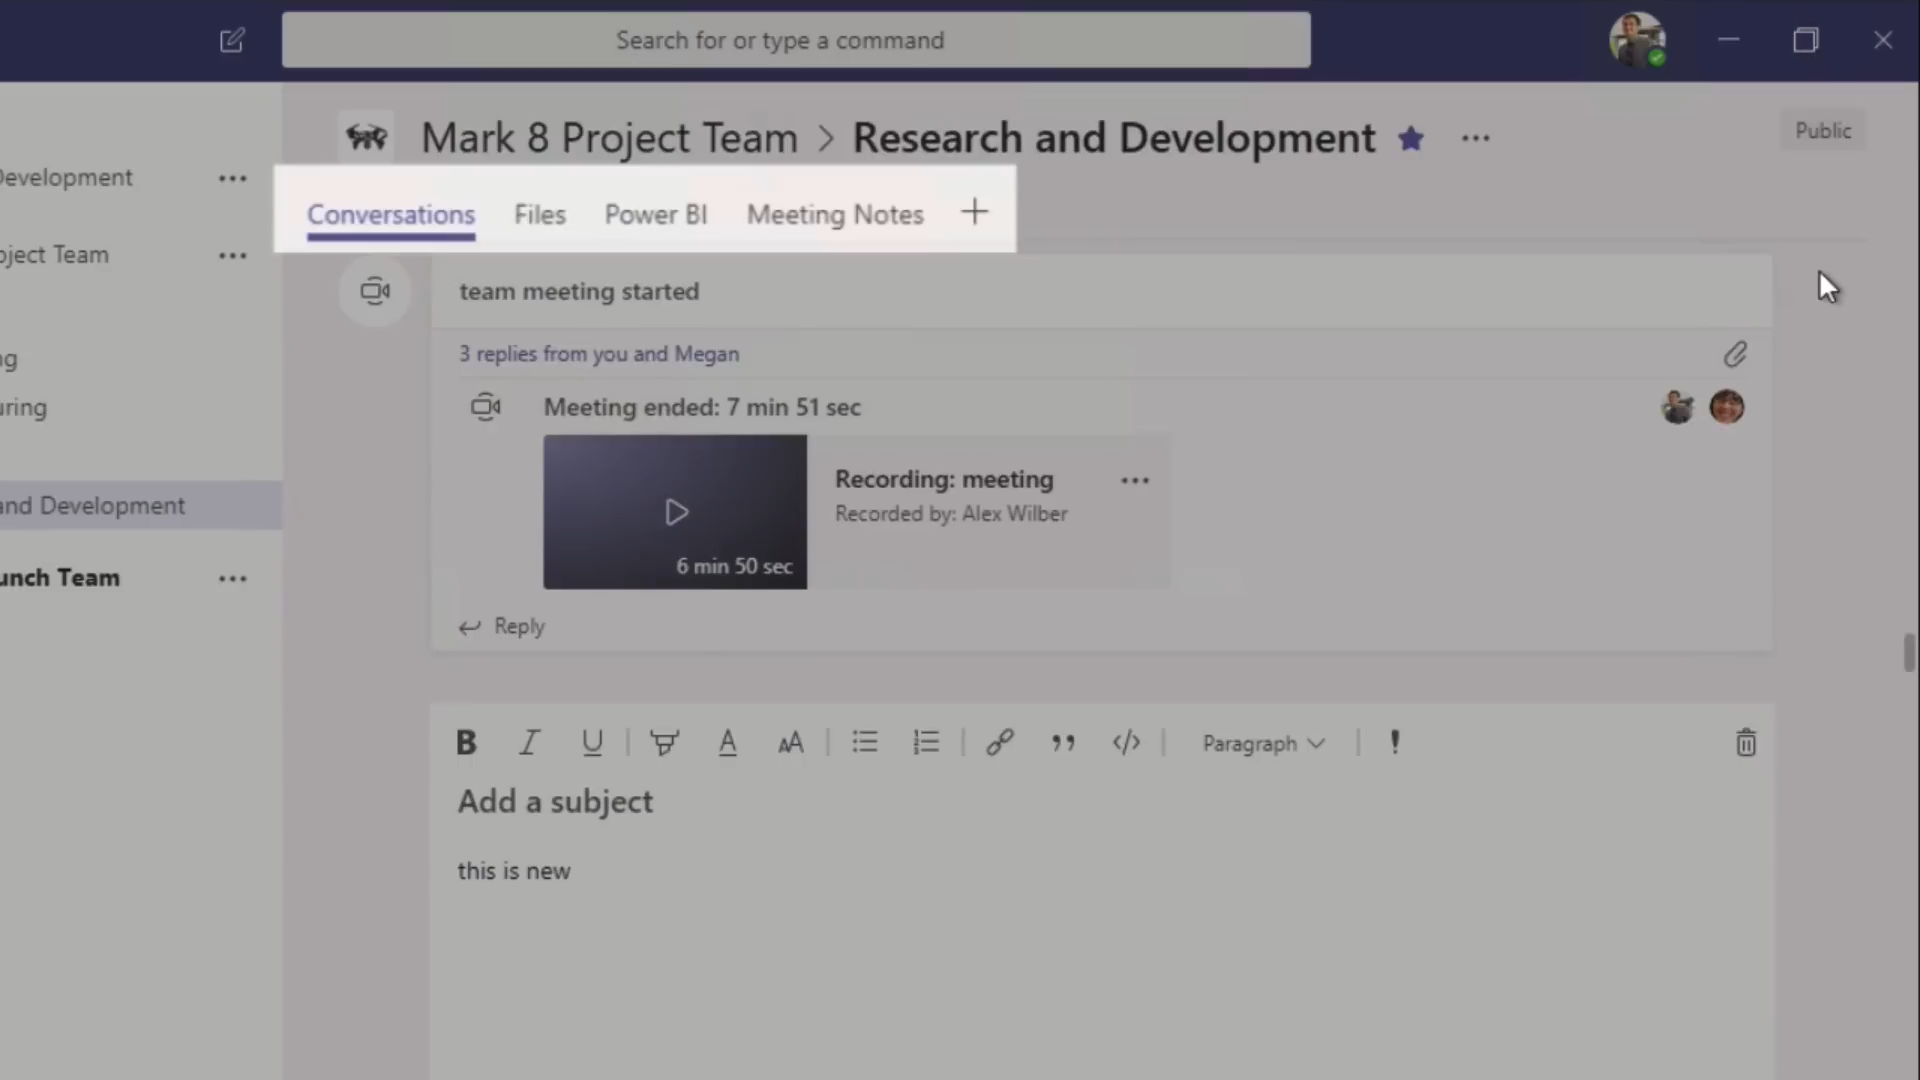 Search for or type a command
Mark 8 Project Team > Research and Development
Public
Development
Conversations Files Power BI Meeting Notes +
oject Team
team meeting started
3 replies from you and Megan
ng
uring
Meeting ended: 7 min 51 sec
Recording: meeting
Recorded by: Alex Wilber
6 min 50 sec
and Development
unch Team
Reply
B I U A AA Paragraph !
Add a subject
this is new